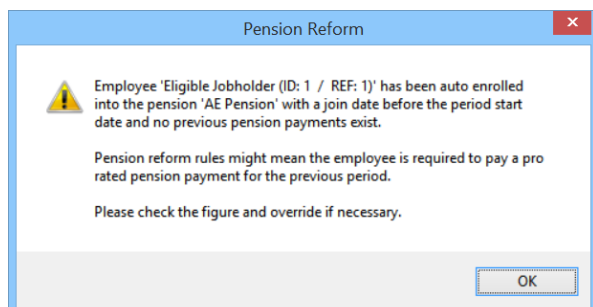 Pension Reform
Employee 'Eligible Jobholder (ID: 1 / REF: 1)' has been auto enrolled
into the pension 'AE Pension' with a join date before the period start
date and no previous pension payments exist.
Pension reform rules might mean the employee is required to pay a pro
rated pension payment for the previous period.
Please check the figure and override if necessary.
OK